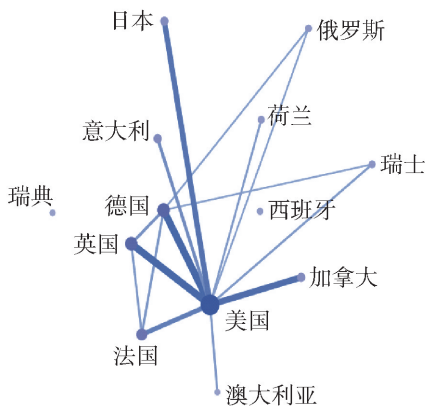 日本
俄罗斯
荷兰
意大利
瑞士
瑞典
德国
西班牙
英国
加拿大
美国
法国
澳大利亚